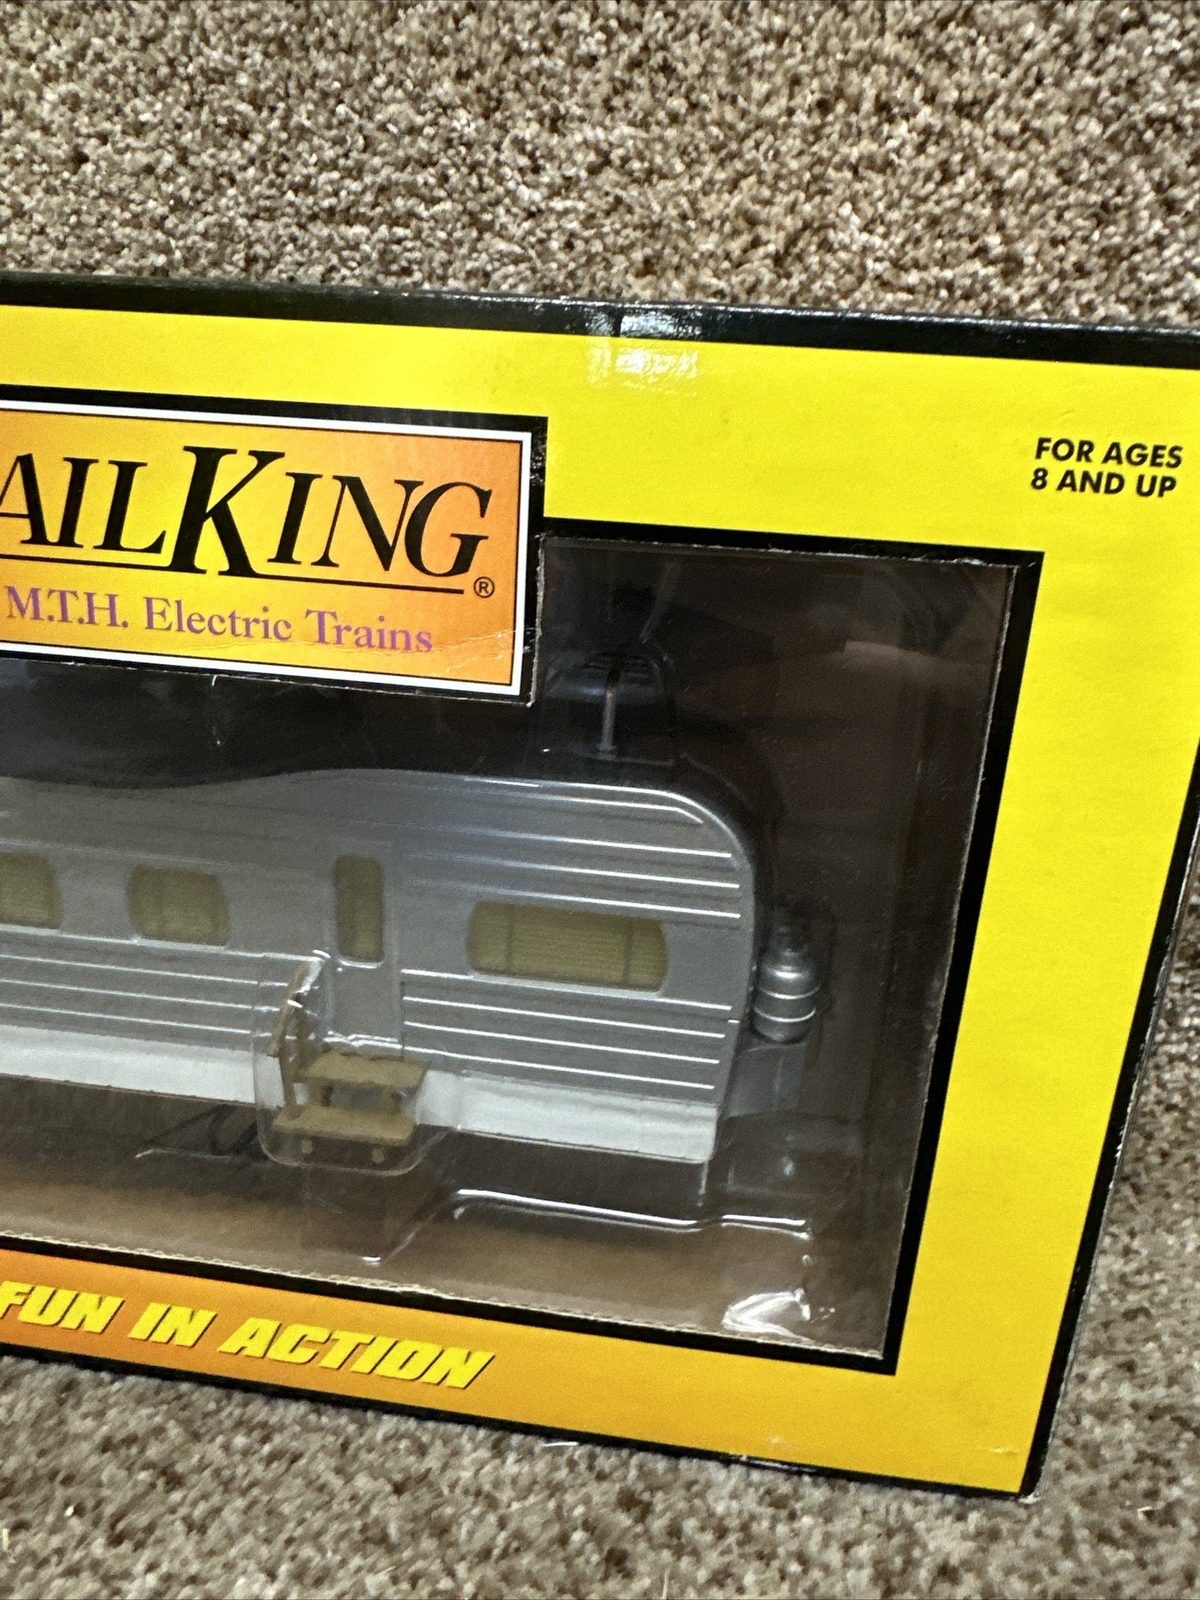 AILKING®
M.T.H. Electric Trains
FOR AGES
8 AND UP
FUN IN ACTION